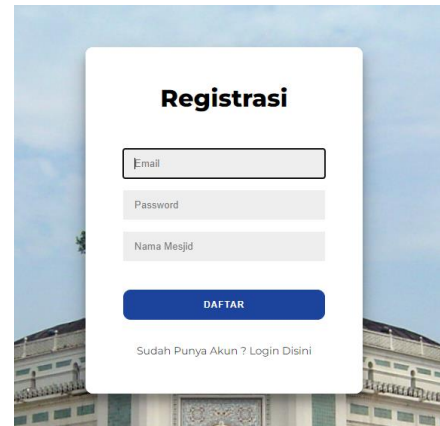 Registrasi
Email
Password
Nama Mesjid
DAFTAR
Sudah Punya Akun ? Login Disini